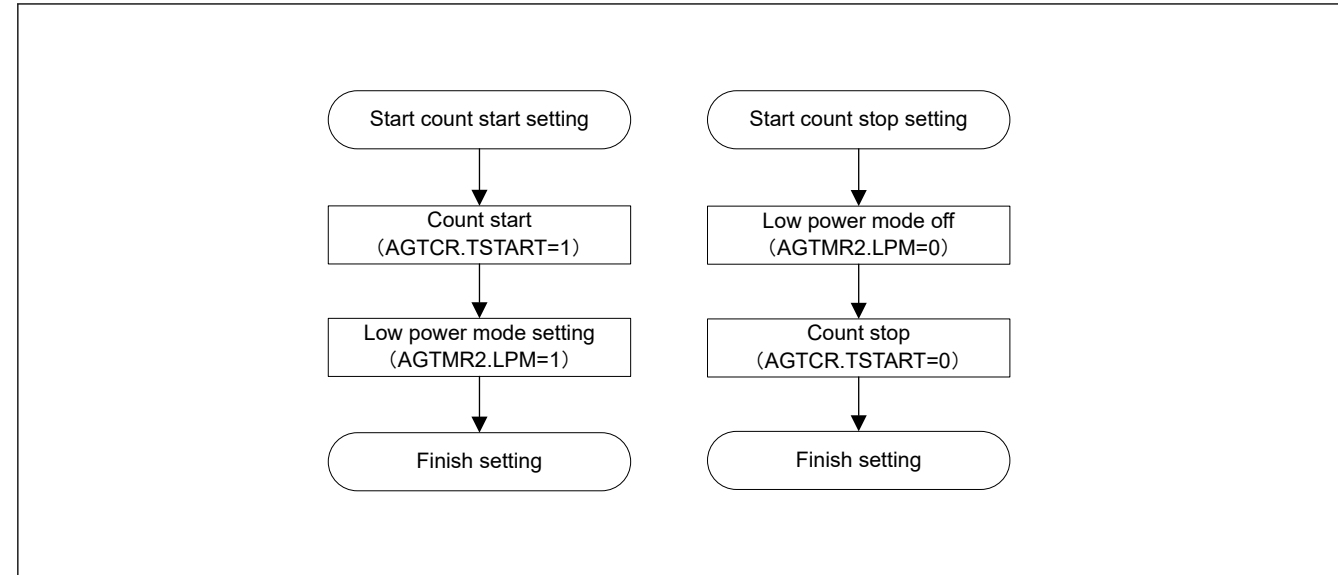 Start count start setting
Count start
（AGTCR.TSTART=1）
Low power mode setting
（AGTMR2.LPM=1）
Finish setting
Start count stop setting
Low power mode off
（AGTMR2.LPM=0）
Count stop
（AGTCR.TSTART=0）
Finish setting